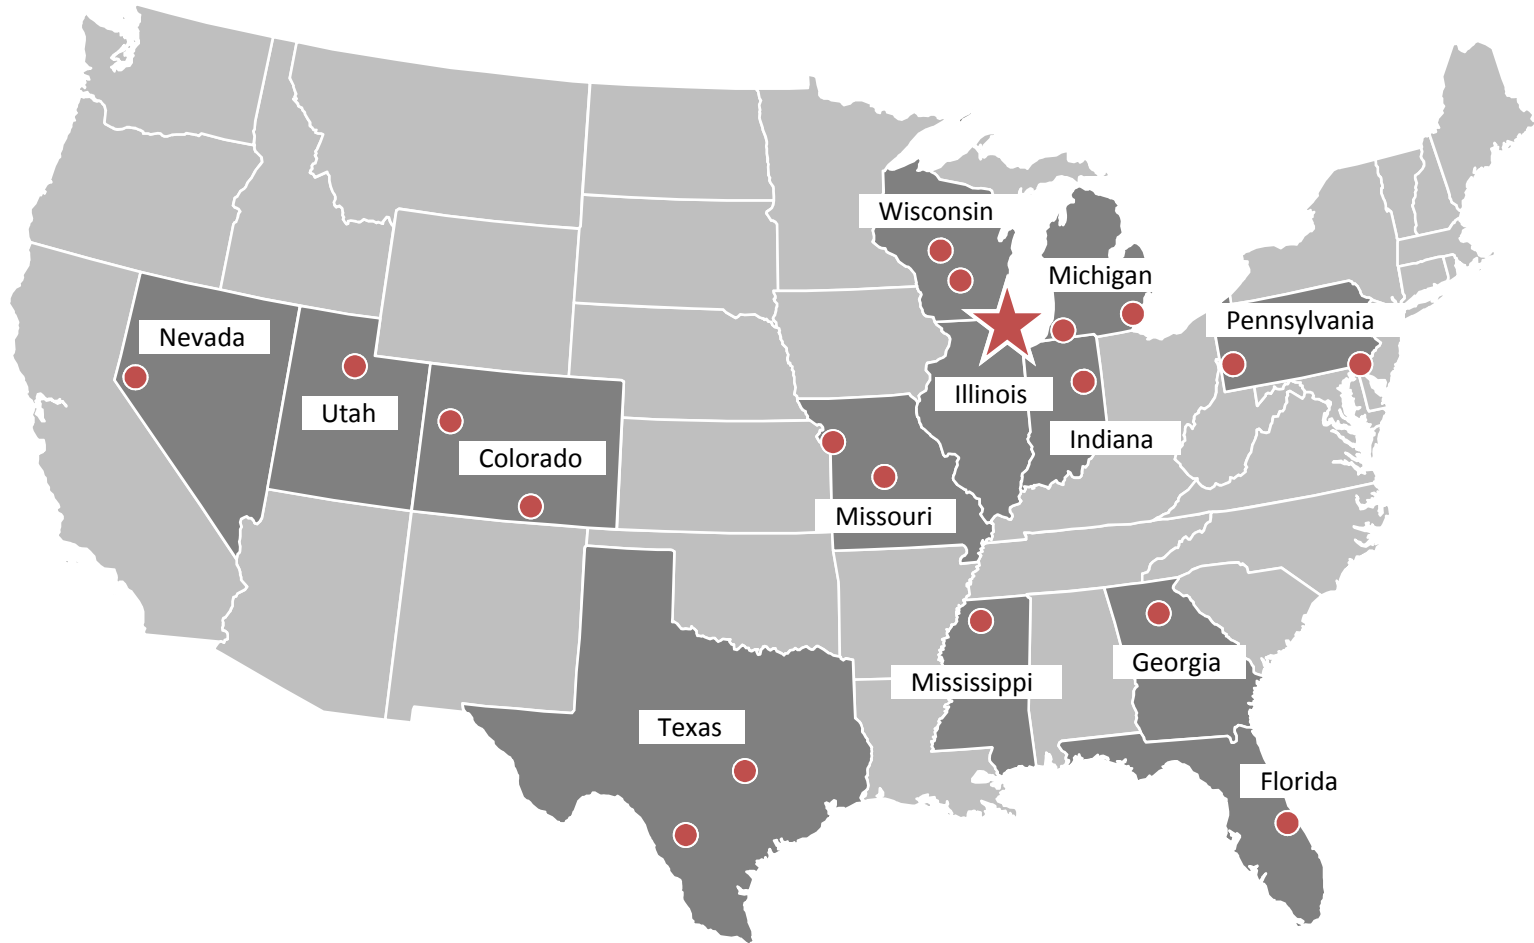 Wisconsin
Michigan
Pennsylvania
Nevada
Illinois
Utah
Indiana
Colorado
Missouri
Georgia
Mississippi
Texas
Florida